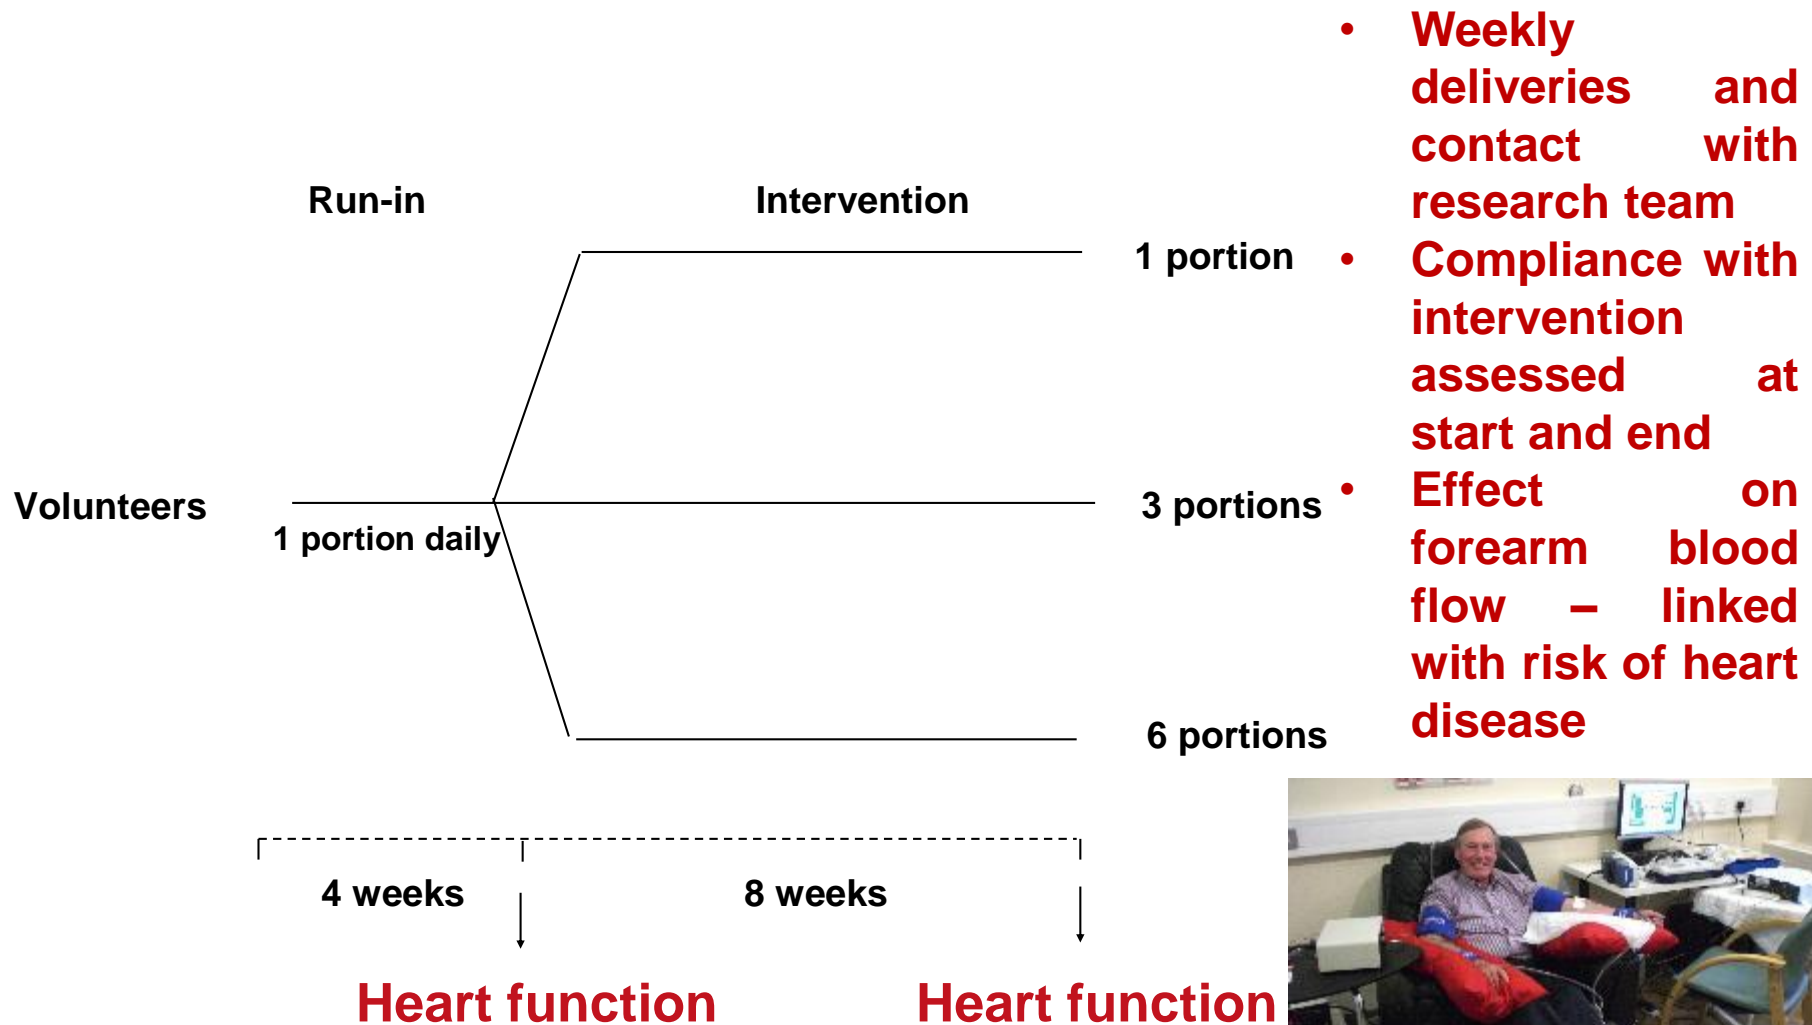 Run-in
Intervention
1 portion
Volunteers
1 portion daily
3 portions
6 portions
4 weeks
8 weeks
Heart function
Heart function
• Weekly
deliveries and
contact with
research team
• Compliance with
intervention
assessed at
start and end
• Effect on
forearm blood
flow – linked
with risk of heart
disease